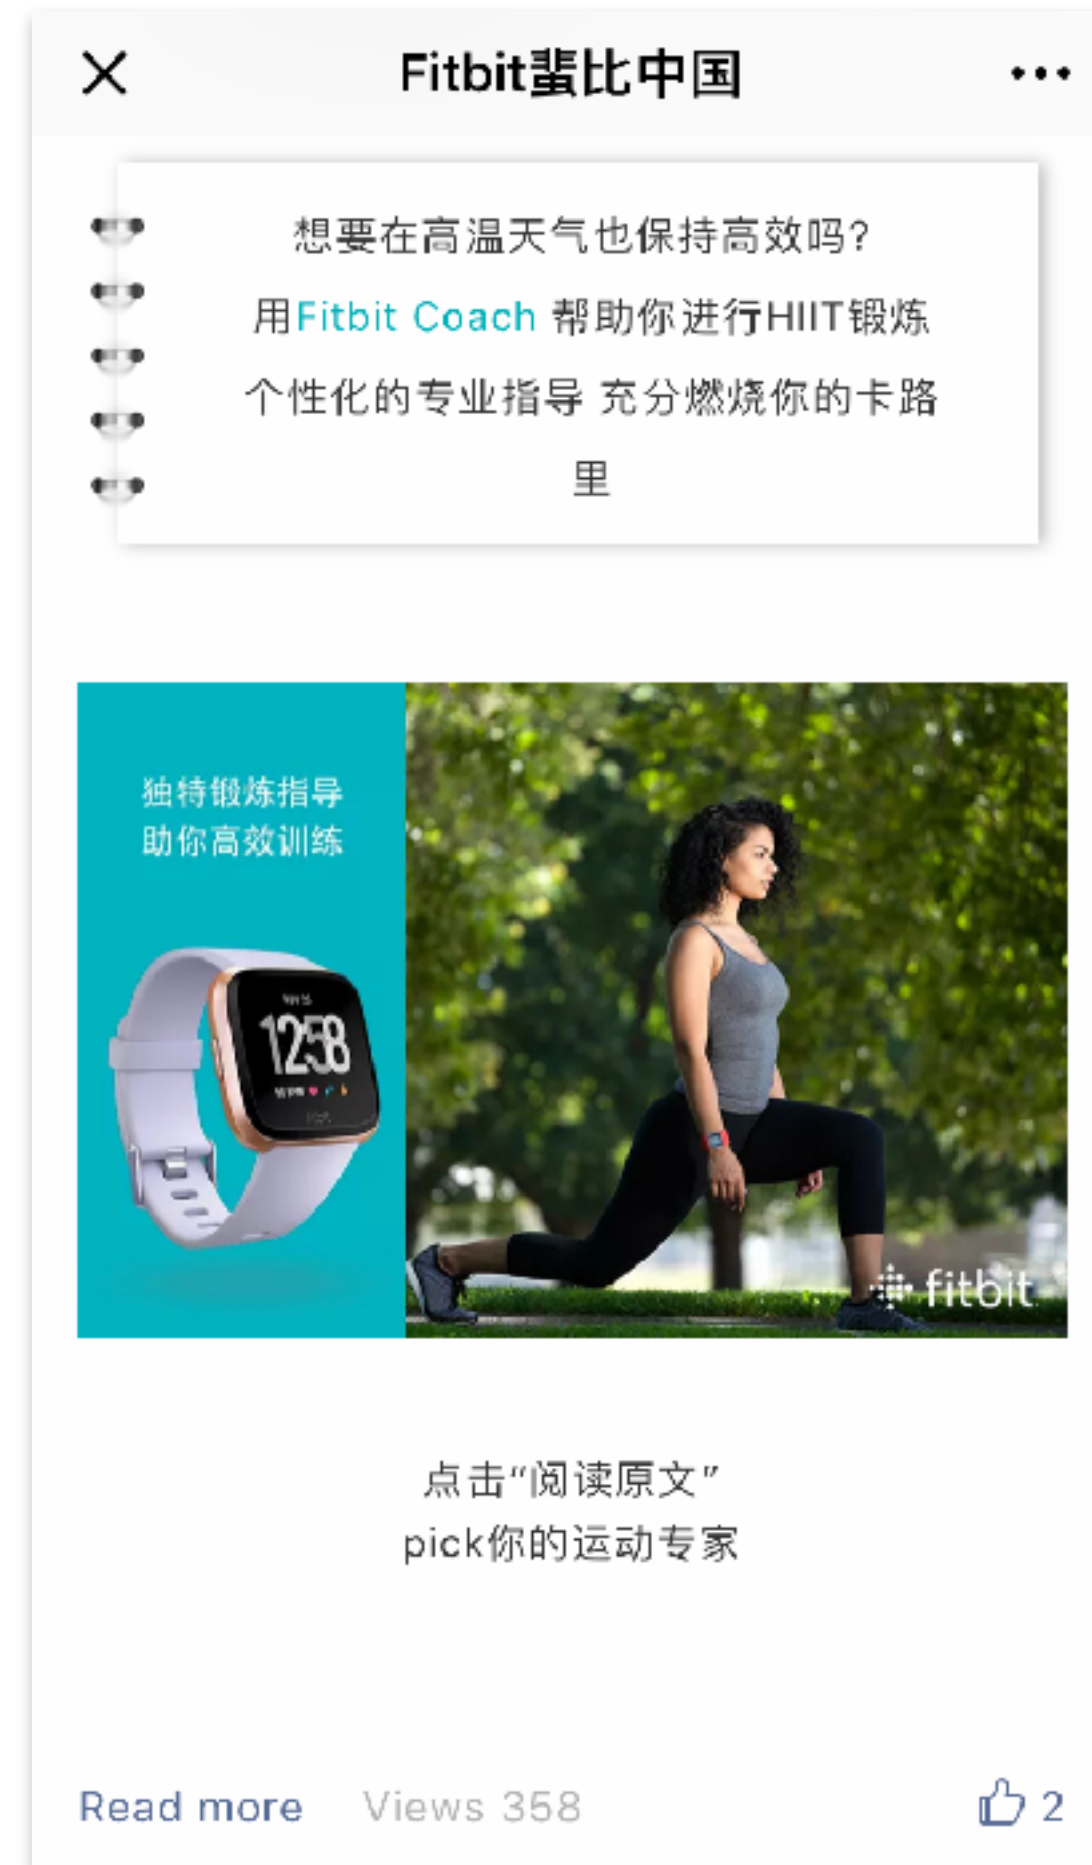 Fitbit蜚比中国
想要在高温天气也保持高效吗?
用Fitbit Coach 帮助你进行HIIT锻炼
个性化的专业指导 充分燃烧你的卡路
里
独特锻炼指导
助你高效训练
1258
fitbit
点击“阅读原文”
pick你的运动专家
Read more
Views 358
2